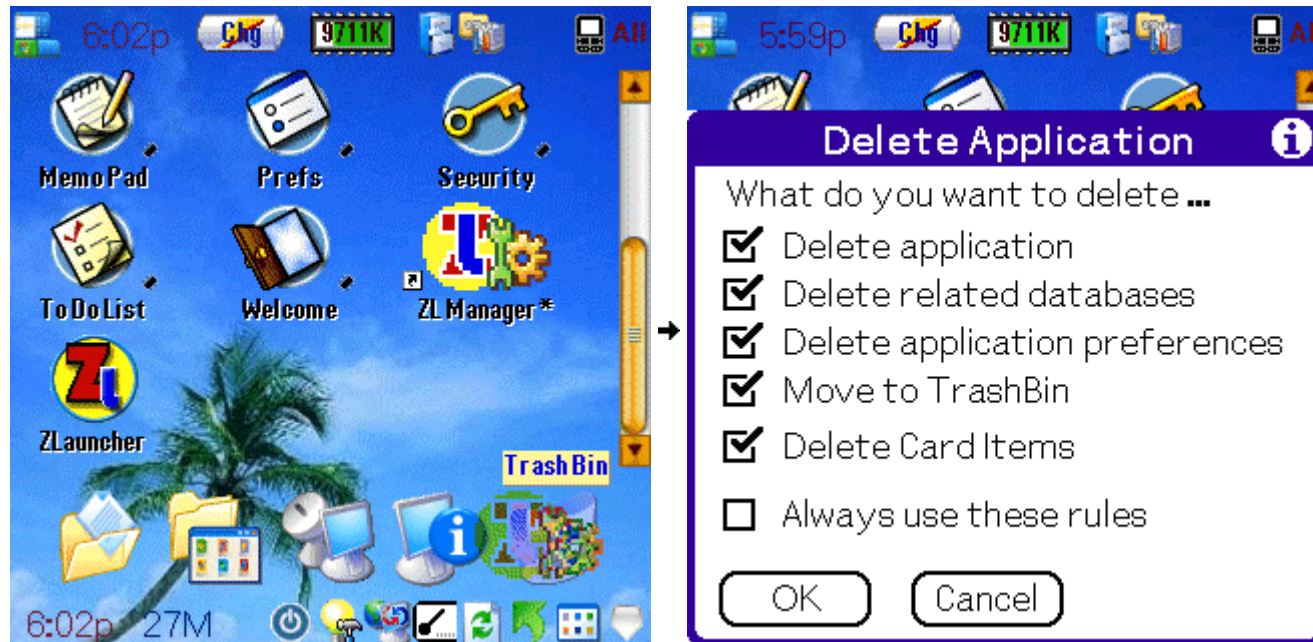 6:02p Chg 9711K All
MemoPad Prefs Security
ToDoList Welcome ZLManager*
ZLauncher
TrashBin
6:02p 27M
5:59p Chg 9711K All
Delete Application
What do you want to delete ...
Delete application
Delete related databases
Delete application preferences
Move to TrashBin
Delete Card Items
Always use these rules
OK Cancel